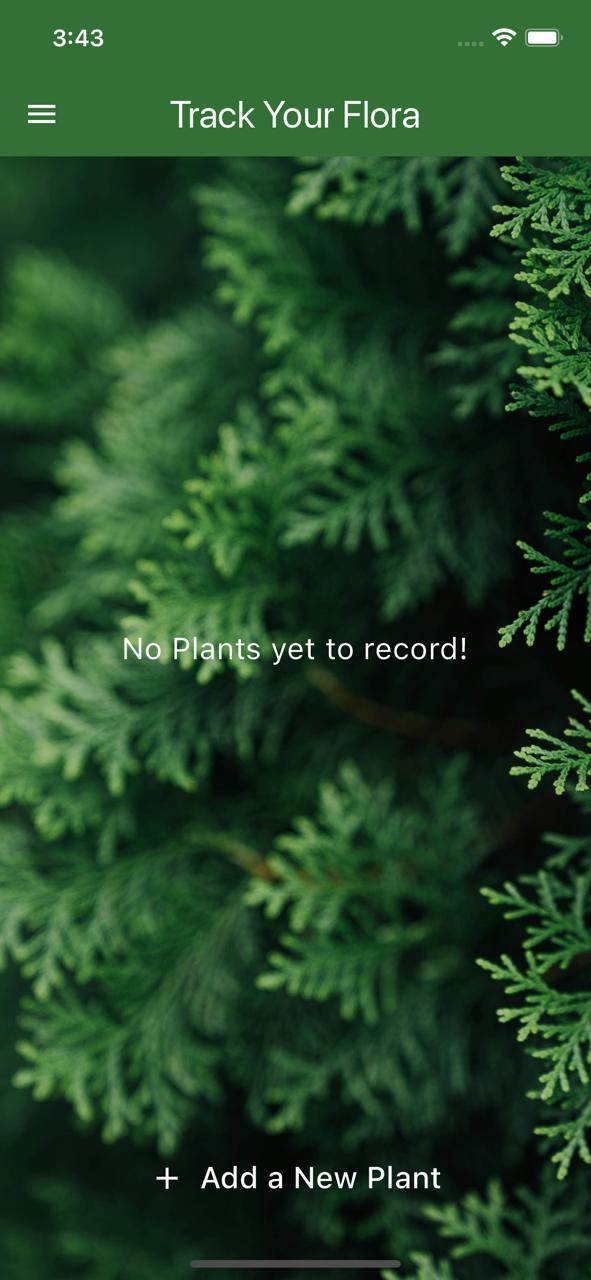 3:43
Track Your Flora
No Plants yet to record!
+ Add a New Plant